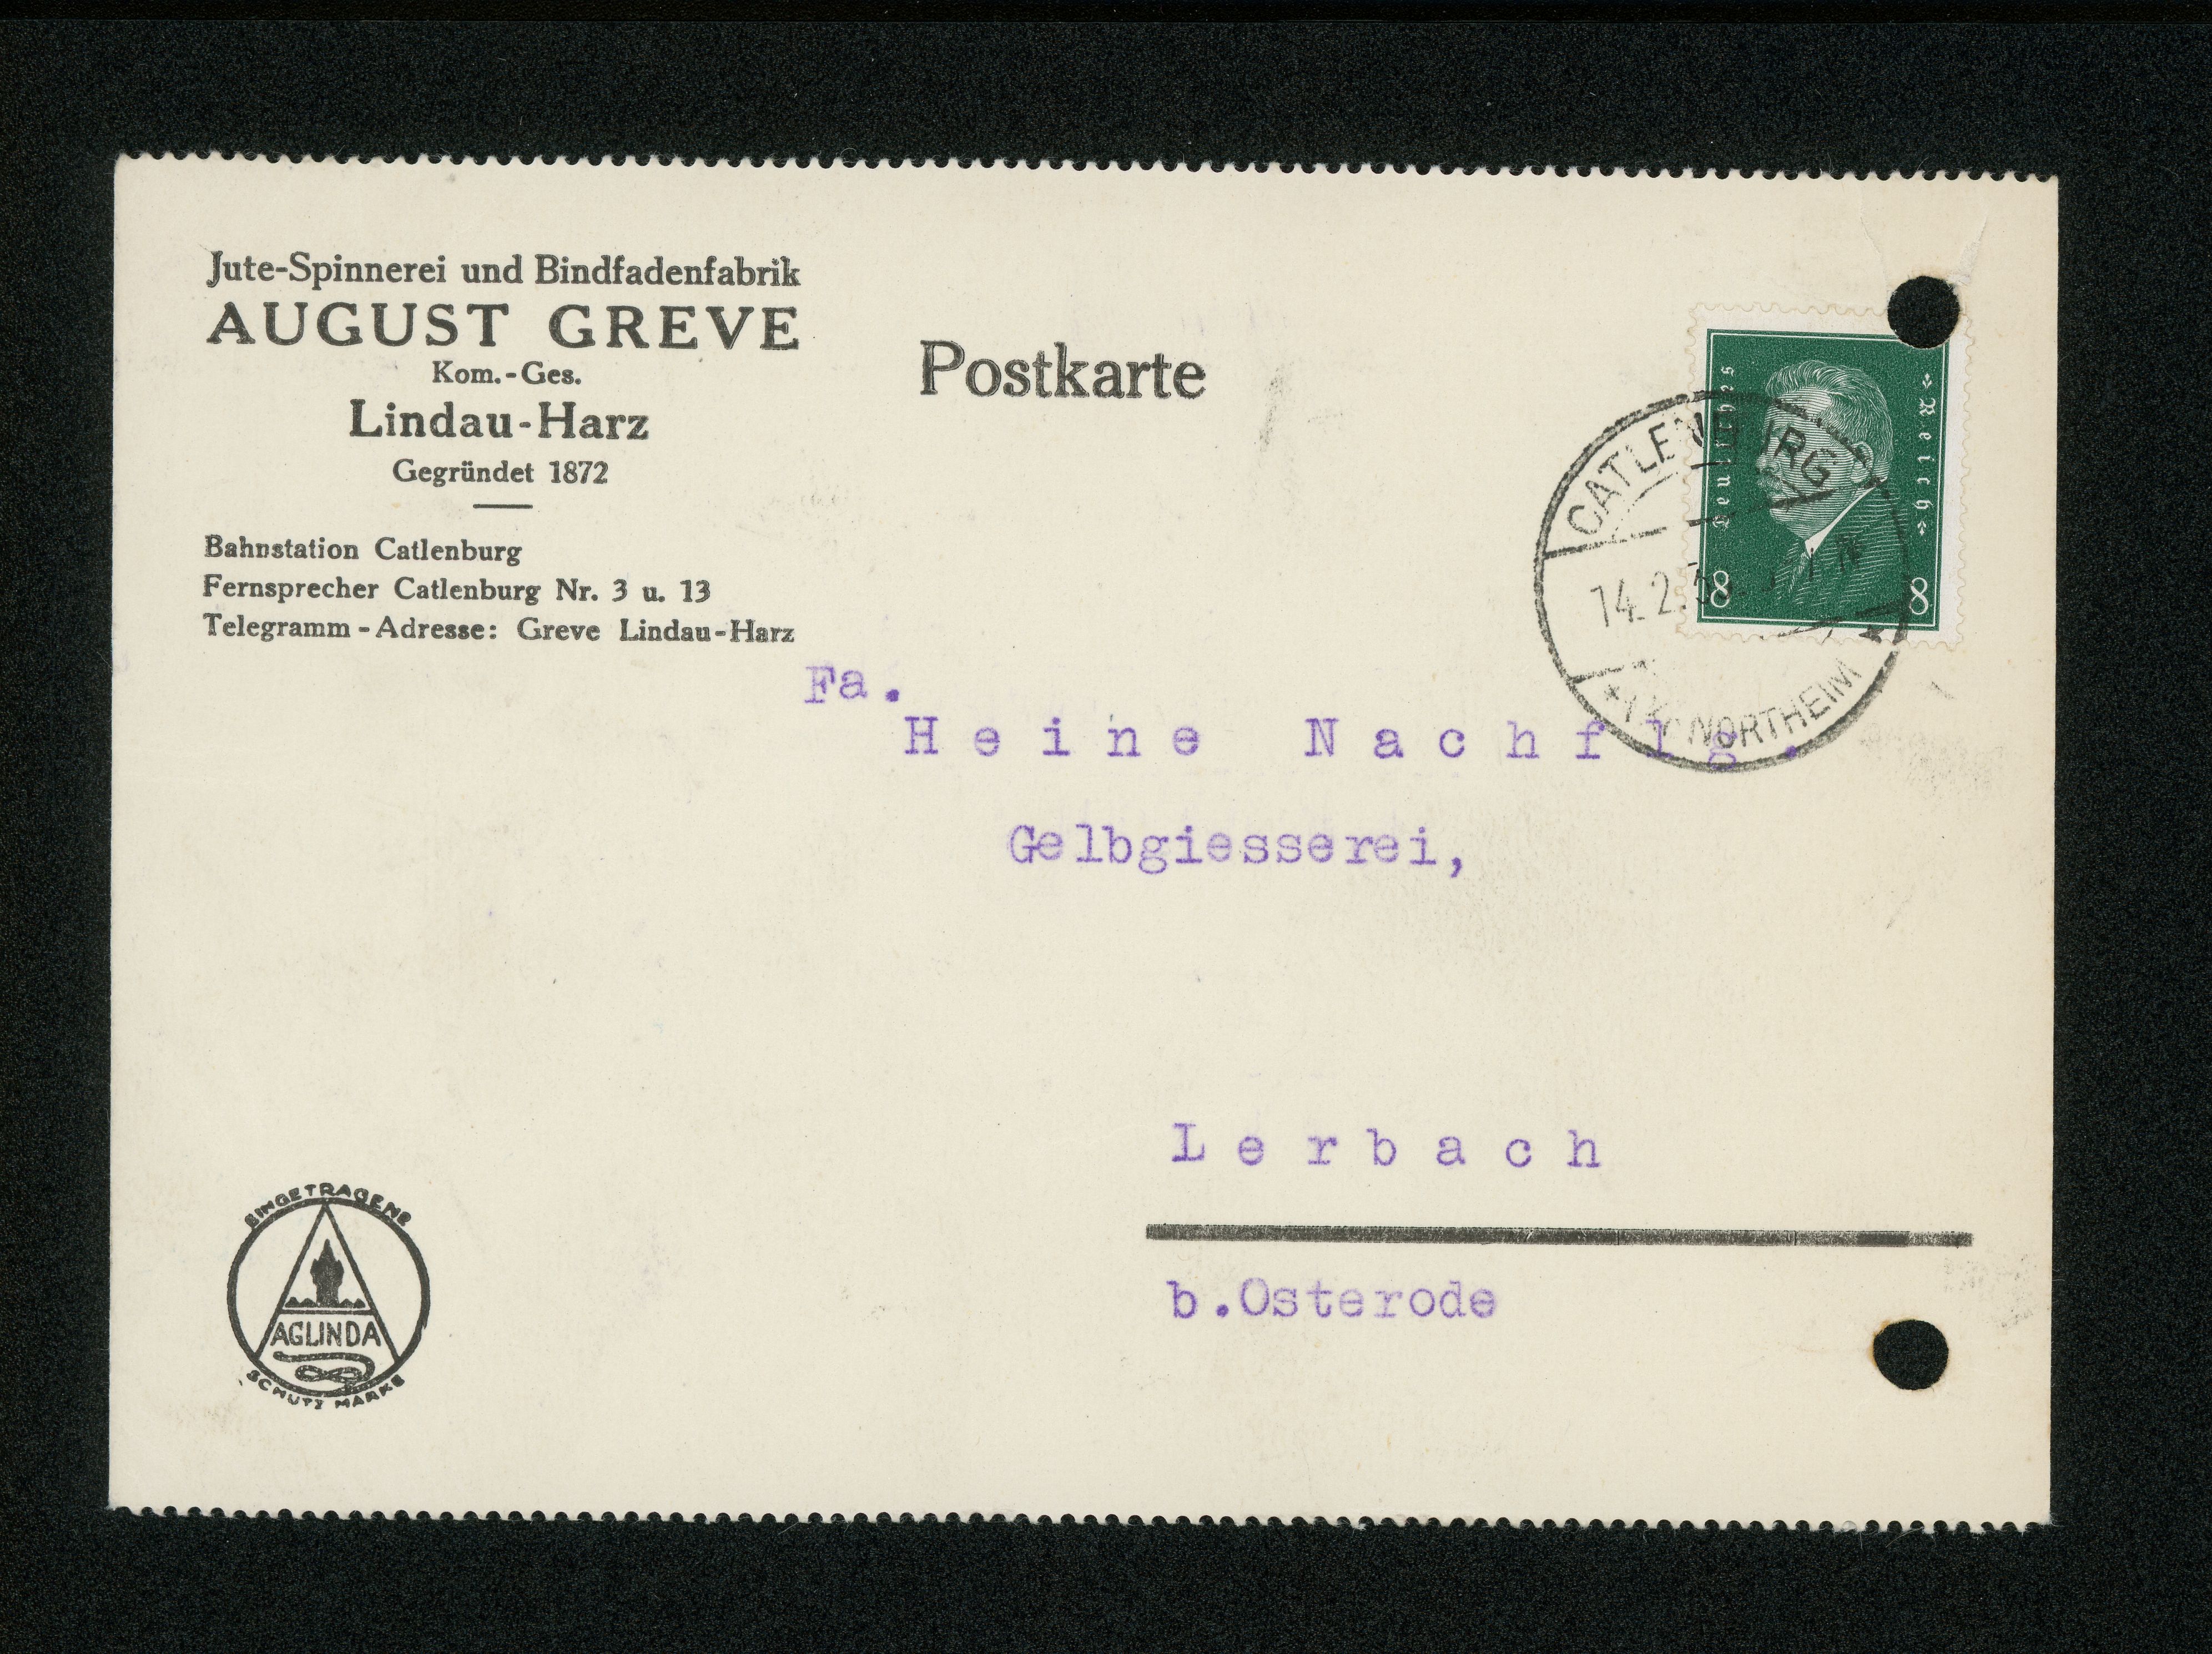 Jute-Spinnerei und Bindfadenfabrik
AUGUST GREVE
Kom.-Ges.
Lindau-Harz
Gegründet 1872
Bahnstation Catlenburg
Fernsprecher Catlenburg Nr. 3 u. 13
Telegramm-Adresse: Greve Lindau-Harz
Postkarte
Deutsches Reich
8 8
CATLENBURG
14.2.
NORTHEIM
Fa.
Heine Nachflg.
Gelbgiesserei,
Lerbach
b.Osterode
EINGETRAGENE
AGLINDA
SCHUTZ MARKE